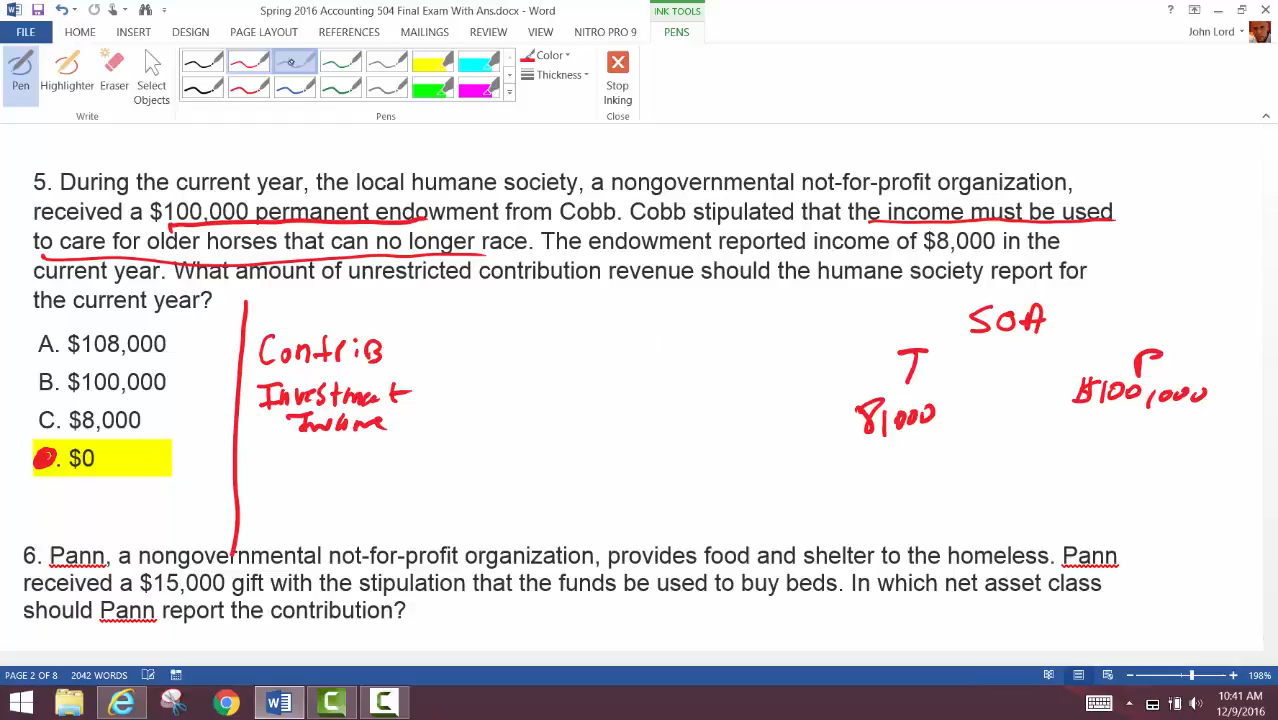 Spring 2016 Accounting 504 Final Exam With Ans.docx - Word
INK TOOLS
FILE HOME INSERT DESIGN PAGE LAYOUT REFERENCES MAILINGS REVIEW VIEW NITRO PRO 9 PENS
John Lord
Pen Highlighter Eraser Select Objects
Color
Thickness
Stop Inking
Write Pens Close
5. During the current year, the local humane society, a nongovernmental not-for-profit organization,
received a $100,000 permanent endowment from Cobb. Cobb stipulated that the income must be used
to care for older horses that can no longer race. The endowment reported income of $8,000 in the
current year. What amount of unrestricted contribution revenue should the humane society report for
the current year?
SOA
A. $108,000
Contrib
T P
B. $100,000
Investment
$100,000
Income
8,000
C. $8,000
. $0
6. Pann, a nongovernmental not-for-profit organization, provides food and shelter to the homeless. Pann
received a $15,000 gift with the stipulation that the funds be used to buy beds. In which net asset class
should Pann report the contribution?
PAGE 2 OF 8 2042 WORDS
198%
10:41 AM
12/9/2016